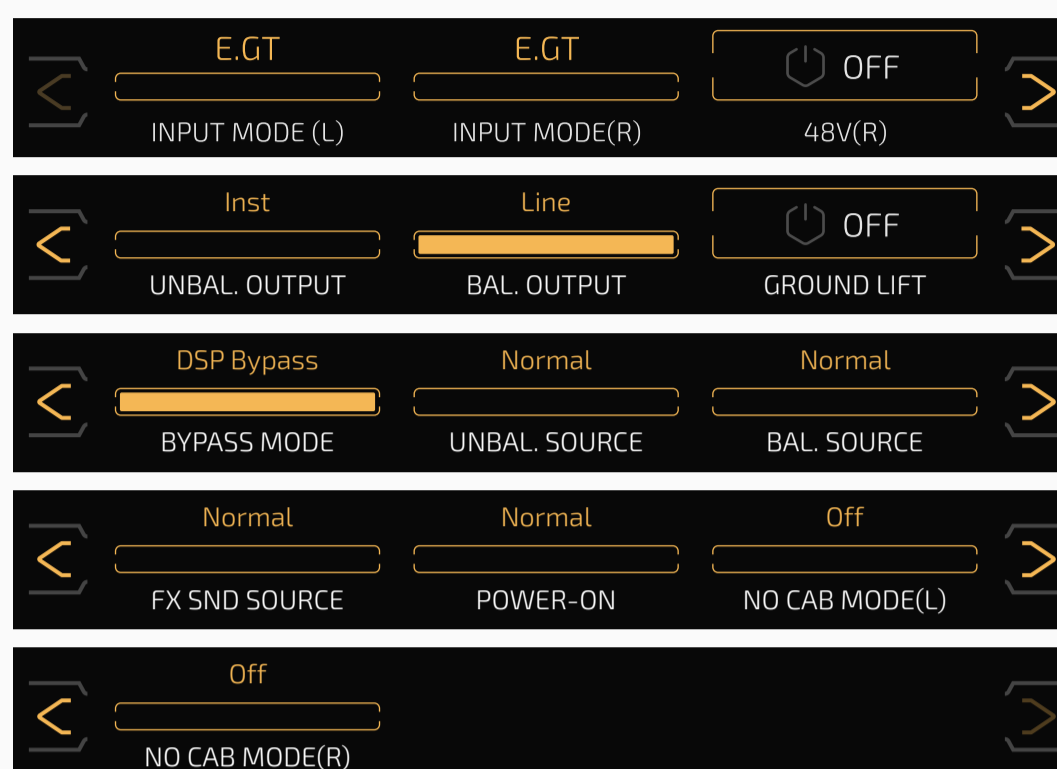 E.GT E.GT OFF
INPUT MODE (L) INPUT MODE(R) 48V(R)
Inst Line OFF
UNBAL. OUTPUT BAL. OUTPUT GROUND LIFT
DSP Bypass Normal Normal
BYPASS MODE UNBAL. SOURCE BAL. SOURCE
Normal Normal Off
FX SND SOURCE POWER-ON NO CAB MODE(L)
Off
NO CAB MODE(R)